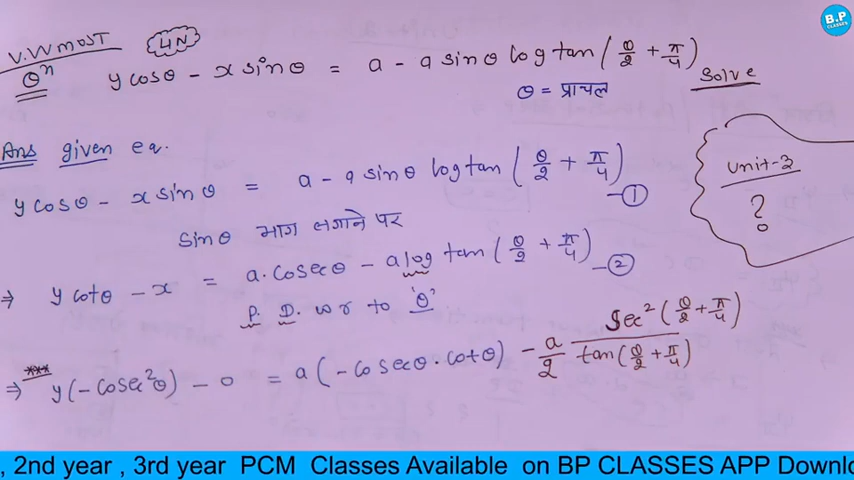 B.P
CLASSES
V.V MOST
4N
Qⁿ y cosθ - x sinθ = a - a sinθ log tan(θ/2 + π/4)
Solve
θ = प्राचल
Ans given eq.
y cosθ - x sinθ = a - a sinθ log tan(θ/2 + π/4) -①
Unit-3
?
sinθ भाग लगाने पर
⇒ y cotθ - x = a.cosecθ - a log tan(θ/2 + π/4) -②
P. D. w r to 'θ'
*** ⇒ y(-cosec²θ) - 0 = a(-cosecθ.cotθ) - a/2 sec²(θ/2 + π/4) / tan(θ/2 + π/4)
, 2nd year , 3rd year PCM Classes Available on BP CLASSES APP Downlo